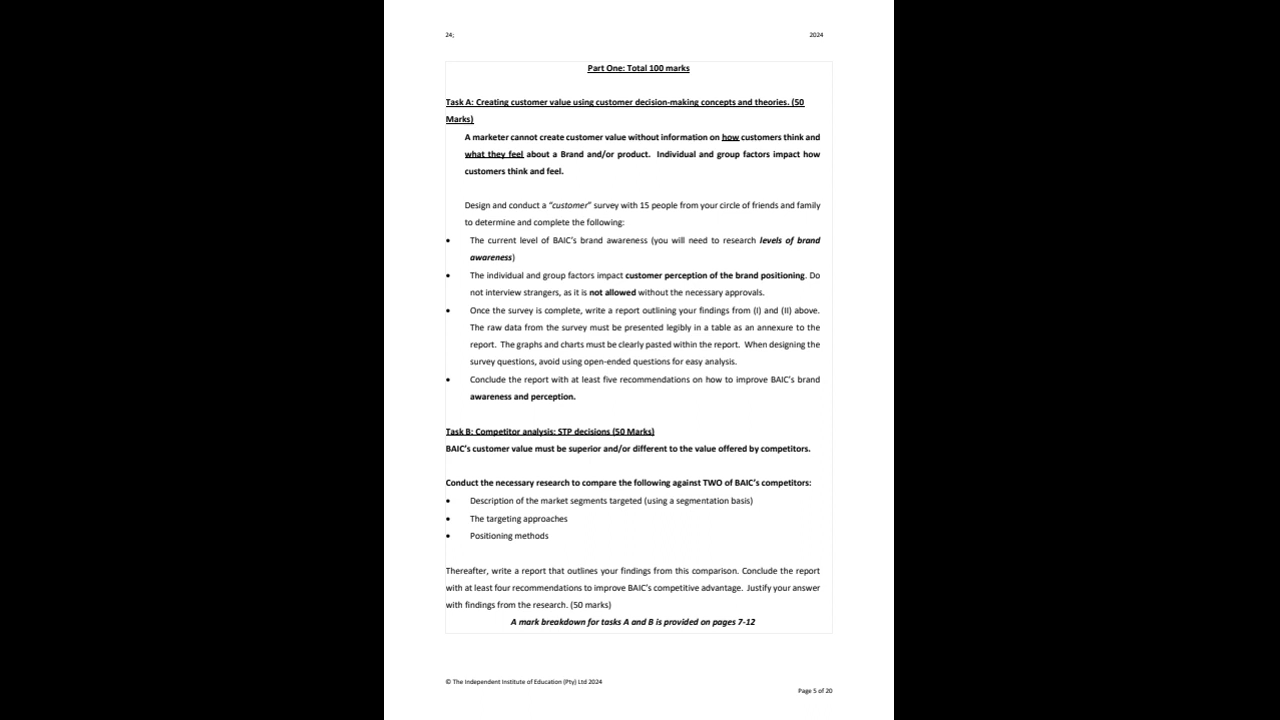 24; 2024
Part One: Total 100 marks
Task A: Creating customer value using customer decision-making concepts and theories. (50
Marks)
A marketer cannot create customer value without information on how customers think and
what they feel about a Brand and/or product. Individual and group factors impact how
customers think and feel.
Design and conduct a “customer” survey with 15 people from your circle of friends and family
to determine and complete the following:
• The current level of BAIC’s brand awareness (you will need to research levels of brand
awareness)
• The individual and group factors impact customer perception of the brand positioning. Do
not interview strangers, as it is not allowed without the necessary approvals.
• Once the survey is complete, write a report outlining your findings from (I) and (II) above.
The raw data from the survey must be presented legibly in a table as an annexure to the
report. The graphs and charts must be clearly pasted within the report. When designing the
survey questions, avoid using open-ended questions for easy analysis.
• Conclude the report with at least five recommendations on how to improve BAIC’s brand
awareness and perception.
Task B: Competitor analysis: STP decisions (50 Marks)
BAIC’s customer value must be superior and/or different to the value offered by competitors.
Conduct the necessary research to compare the following against TWO of BAIC’s competitors:
• Description of the market segments targeted (using a segmentation basis)
• The targeting approaches
• Positioning methods
Thereafter, write a report that outlines your findings from this comparison. Conclude the report
with at least four recommendations to improve BAIC’s competitive advantage. Justify your answer
with findings from the research. (50 marks)
A mark breakdown for tasks A and B is provided on pages 7-12
© The Independent Institute of Education (Pty) Ltd 2024
Page 5 of 20